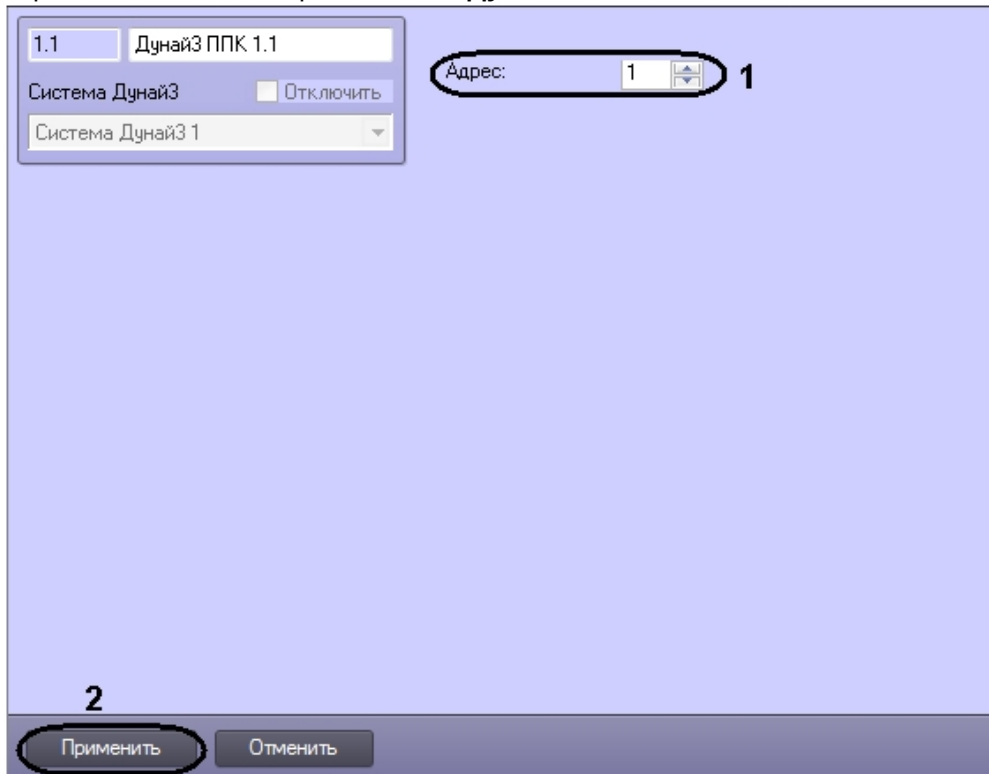 1.1 Дунай3 ППК 1.1
Адрес: 1 1
Система Дунай3 Отключить
Система Дунай3 1
2
Применить Отменить